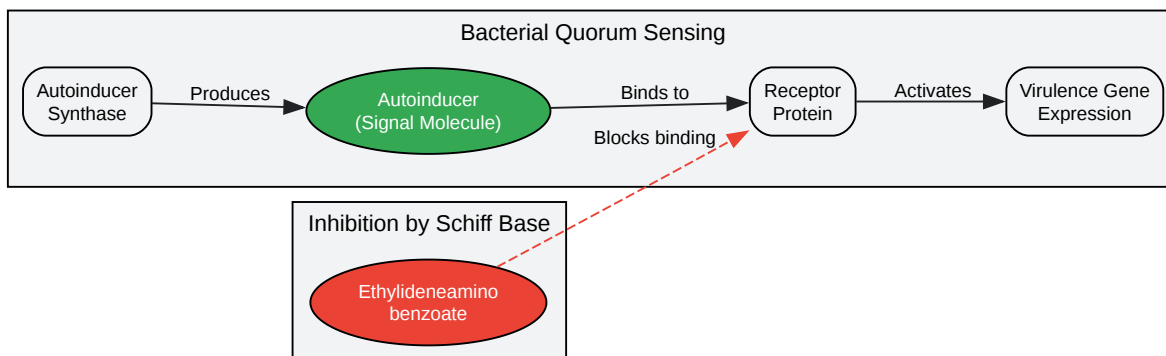 Bacterial Quorum Sensing
Autoinducer
Synthase
Produces
Autoinducer
(Signal Molecule)
Binds to
Blocks binding
Receptor
Protein
Activates
Virulence Gene
Expression
Inhibition by Schiff Base
Ethylideneamino
benzoate